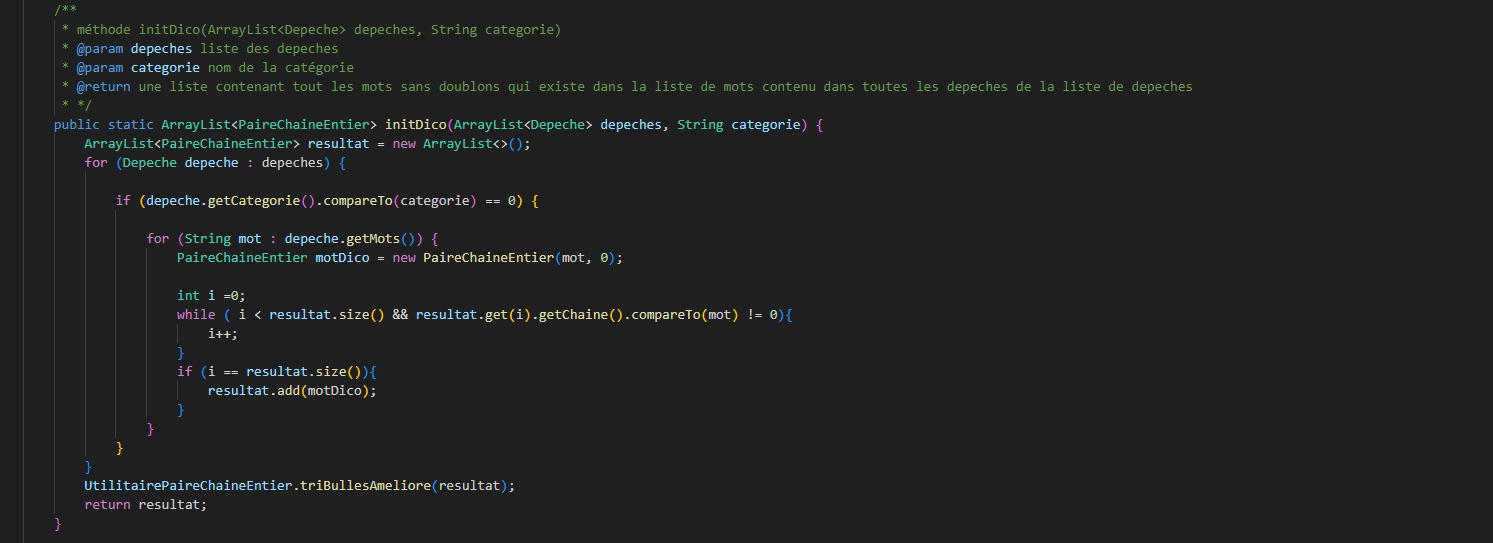 /**
 * méthode initDico(ArrayList<Depeche> depeches, String categorie)
 * @param depeches liste des depeches
 * @param categorie nom de la catégorie
 * @return une liste contenant tout les mots sans doublons qui existe dans la liste de mots contenu dans toutes les depeches de la liste de depeches
 * */
public static ArrayList<PaireChaineEntier> initDico(ArrayList<Depeche> depeches, String categorie) {
    ArrayList<PaireChaineEntier> resultat = new ArrayList<>();
    for (Depeche depeche : depeches) {

        if (depeche.getCategorie().compareTo(categorie) == 0) {

            for (String mot : depeche.getMots()) {
                PaireChaineEntier motDico = new PaireChaineEntier(mot, 0);

                int i =0;
                while ( i < resultat.size() && resultat.get(i).getChaine().compareTo(mot) != 0){
                    i++;
                }
                if (i == resultat.size()){
                    resultat.add(motDico);
                }
            }
        }
    }
    UtilitairePaireChaineEntier.triBullesAmeliore(resultat);
    return resultat;
}